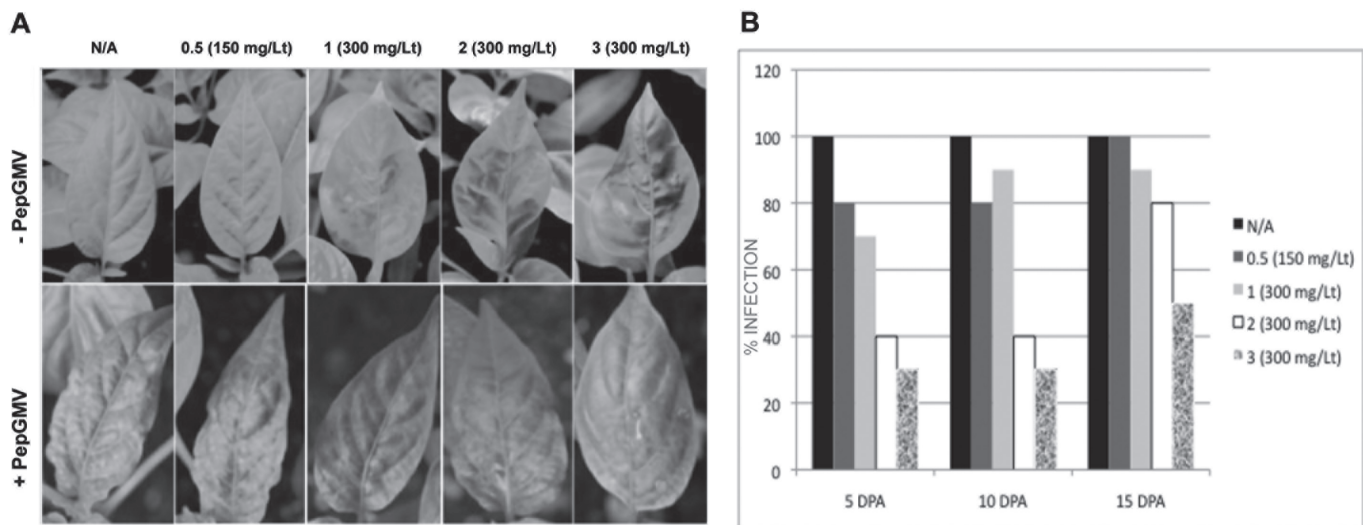 A
N/A 0.5 (150 mg/Lt) 1 (300 mg/Lt) 2 (300 mg/Lt) 3 (300 mg/Lt)
- PepGMV
+ PepGMV
B
120
100
80
60
40
20
0
% INFECTION
5 DPA 10 DPA 15 DPA
N/A
0.5 (150 mg/Lt)
1 (300 mg/Lt)
2 (300 mg/Lt)
3 (300 mg/Lt)